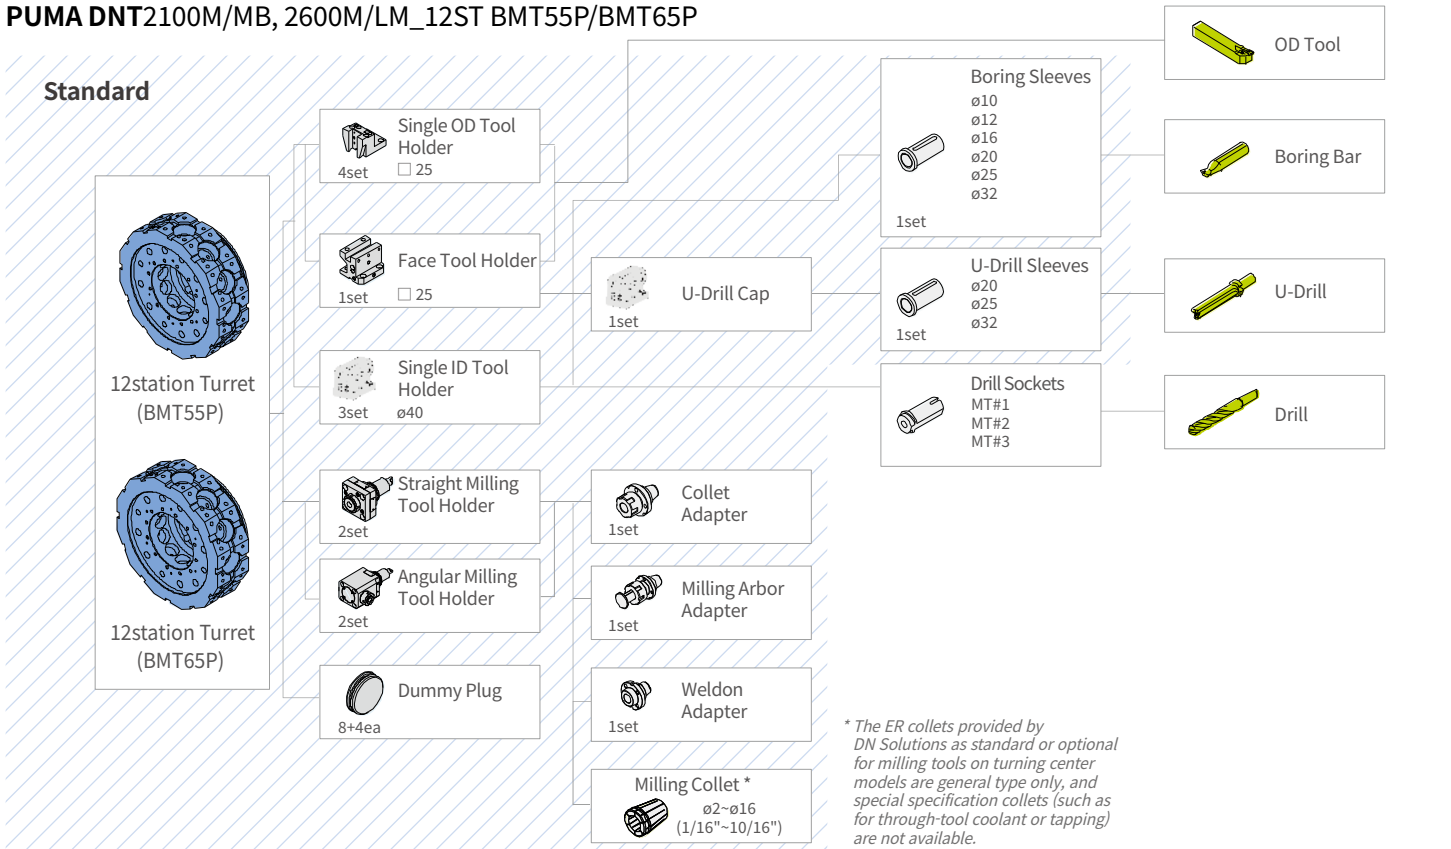 PUMA DNT2100M/MB, 2600M/LM_12ST BMT55P/BMT65P
Standard
12station Turret
(BMT55P)
12station Turret
(BMT65P)
Single OD Tool
Holder
4set
□ 25
Face Tool Holder
1set
□ 25
Single ID Tool
Holder
3set
ø40
Straight Milling
Tool Holder
2set
Angular Milling
Tool Holder
2set
Dummy Plug
8+4ea
U-Drill Cap
1set
Collet
Adapter
1set
Milling Arbor
Adapter
1set
Weldon
Adapter
1set
Milling Collet *
ø2~ø16
(1/16"~10/16")
Boring Sleeves
ø10
ø12
ø16
ø20
ø25
ø32
1set
U-Drill Sleeves
ø20
ø25
ø32
1set
Drill Sockets
MT#1
MT#2
MT#3
OD Tool
Boring Bar
U-Drill
Drill
* The ER collets provided by
DN Solutions as standard or optional
for milling tools on turning center
models are general type only, and
special specification collets (such as
for through-tool coolant or tapping)
are not available.